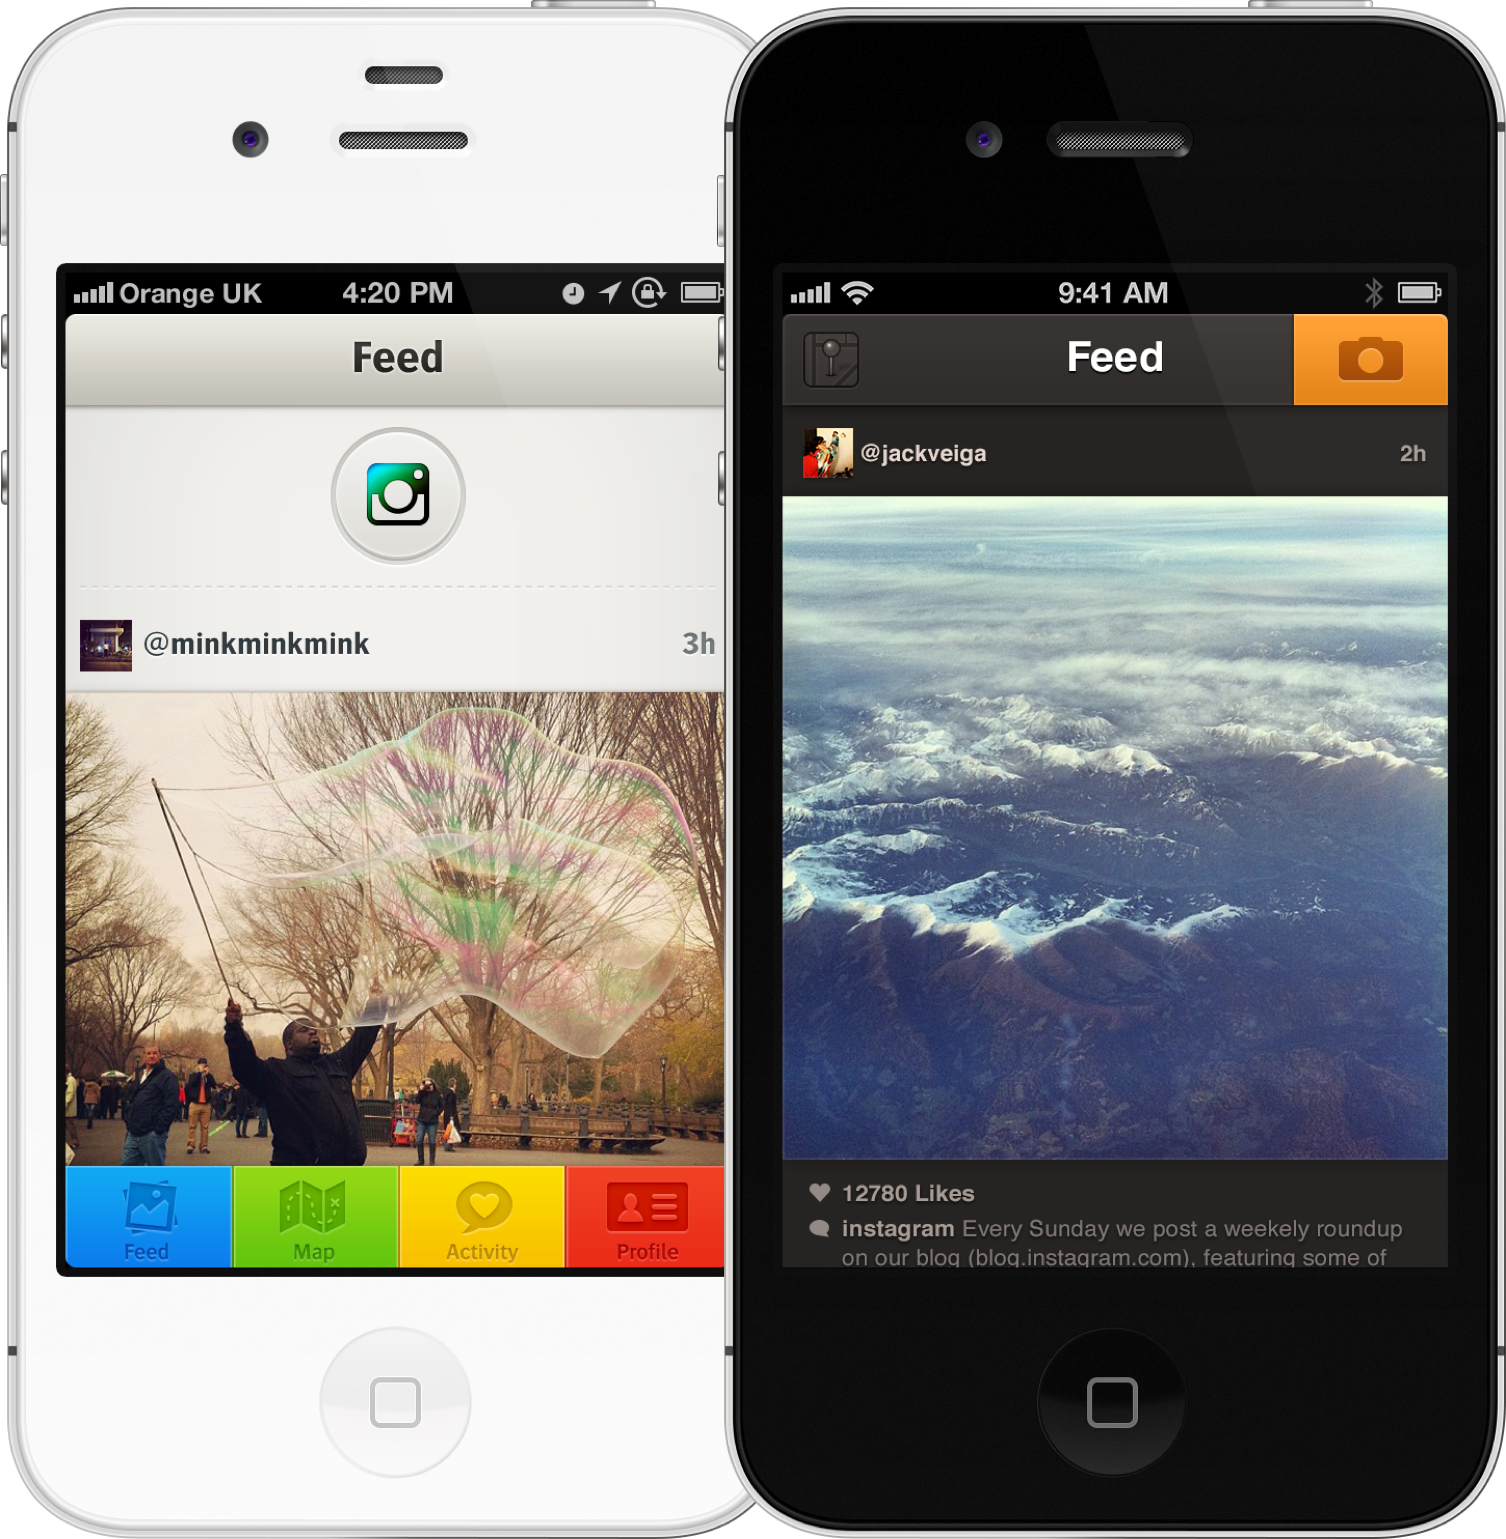 Orange UK 4:20 PM
Feed
@minkminkmink 3h
Feed Map Activity Profile
9:41 AM
Feed
@jackveiga 2h
12780 Likes
instagram Every Sunday we post a weekly roundup
on our blog (blog.instagram.com), featuring some of